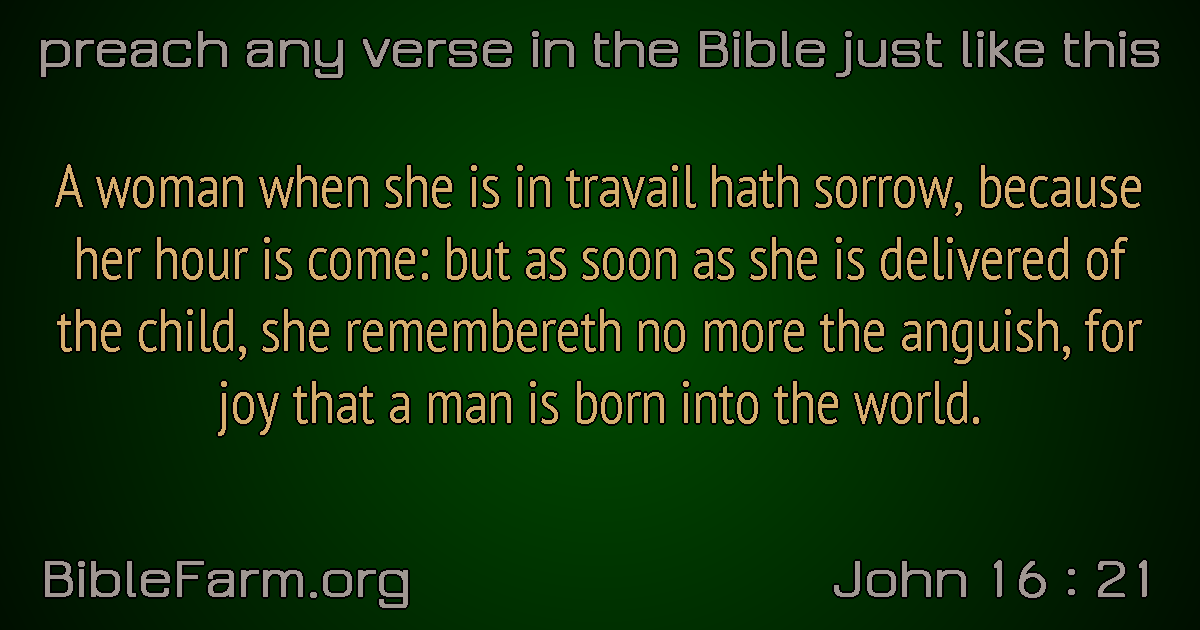 preach any verse in the Bible just like this
A woman when she is in travail hath sorrow, because
her hour is come: but as soon as she is delivered of
the child, she remembereth no more the anguish, for
joy that a man is born into the world.
BibleFarm.org
John 16 : 21